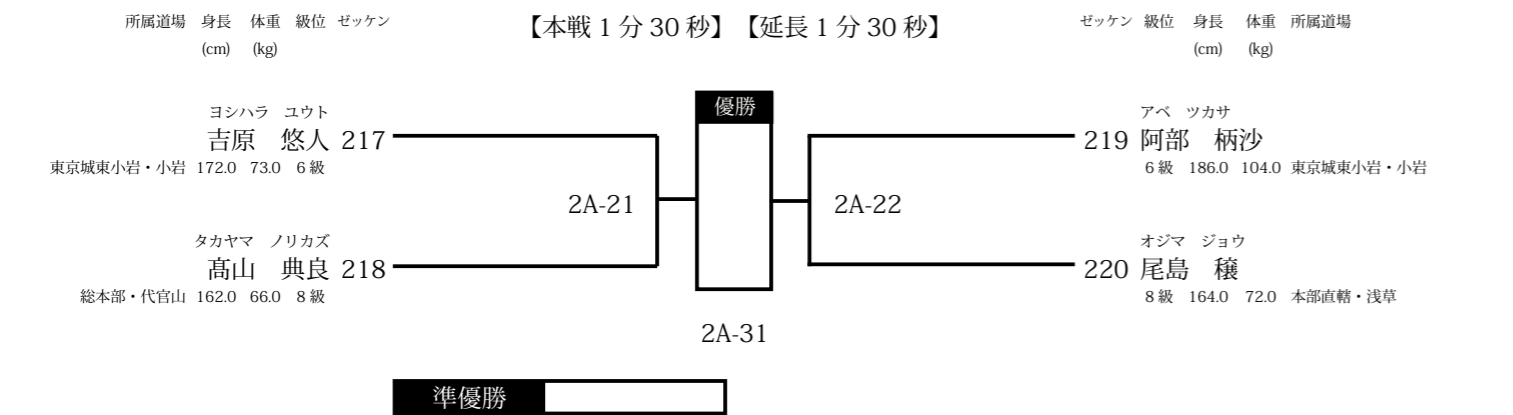 所属道場 身長 体重 級位 ゼッケン 【本戦 1 分 30 秒】【延長 1 分 30 秒】 ゼッケン 級位 身長 体重 所属道場
(cm) (kg) (cm) (kg)
優勝
ヨシハラ ユウト
吉原 悠人 217
東京城東小岩・小岩 172.0 73.0 6 級
アベ ツカサ
219 阿部 柄沙
6 級 186.0 104.0 東京城東小岩・小岩
2A-21
2A-22
タカヤマ ノリカズ
髙山 典良 218
総本部・代官山 162.0 66.0 8 級
オジマ ジョウ
220 尾島 穣
8 級 164.0 72.0 本部直轄・浅草
2A-31
準優勝